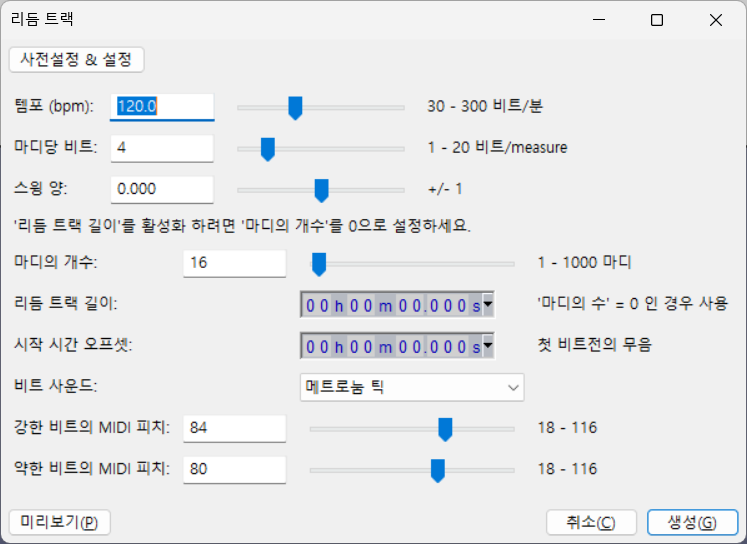 리듬 트랙
사전설정 & 설정
템포 (bpm): 120.0 30 - 300 비트/분
마디당 비트: 4 1 - 20 비트/measure
스윙 양: 0.000 +/- 1
'리듬 트랙 길이'를 활성화 하려면 '마디의 개수'를 0으로 설정하세요.
마디의 개수: 16 1 - 1000 마디
리듬 트랙 길이: 00h00m00.000s '마디의 수' = 0 인 경우 사용
시작 시간 오프셋: 00h00m00.000s 첫 비트전의 무음
비트 사운드: 메트로놈 틱
강한 비트의 MIDI 피치: 84 18 - 116
약한 비트의 MIDI 피치: 80 18 - 116
미리보기(P) 취소(C) 생성(G)